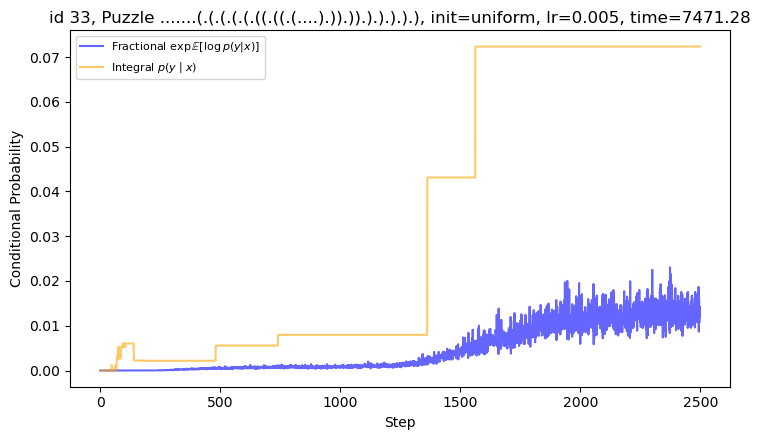 id 33, Puzzle .......(.(.(.(.(.((.((.(....).)).)).).).).).), init=uniform, lr=0.005, time=7471.28
Fractional exp𝔼[log p(y|x)]
Integral p(y | x)
Conditional Probability
0.07
0.06
0.05
0.04
0.03
0.02
0.01
0.00
0 500 1000 1500 2000 2500
Step